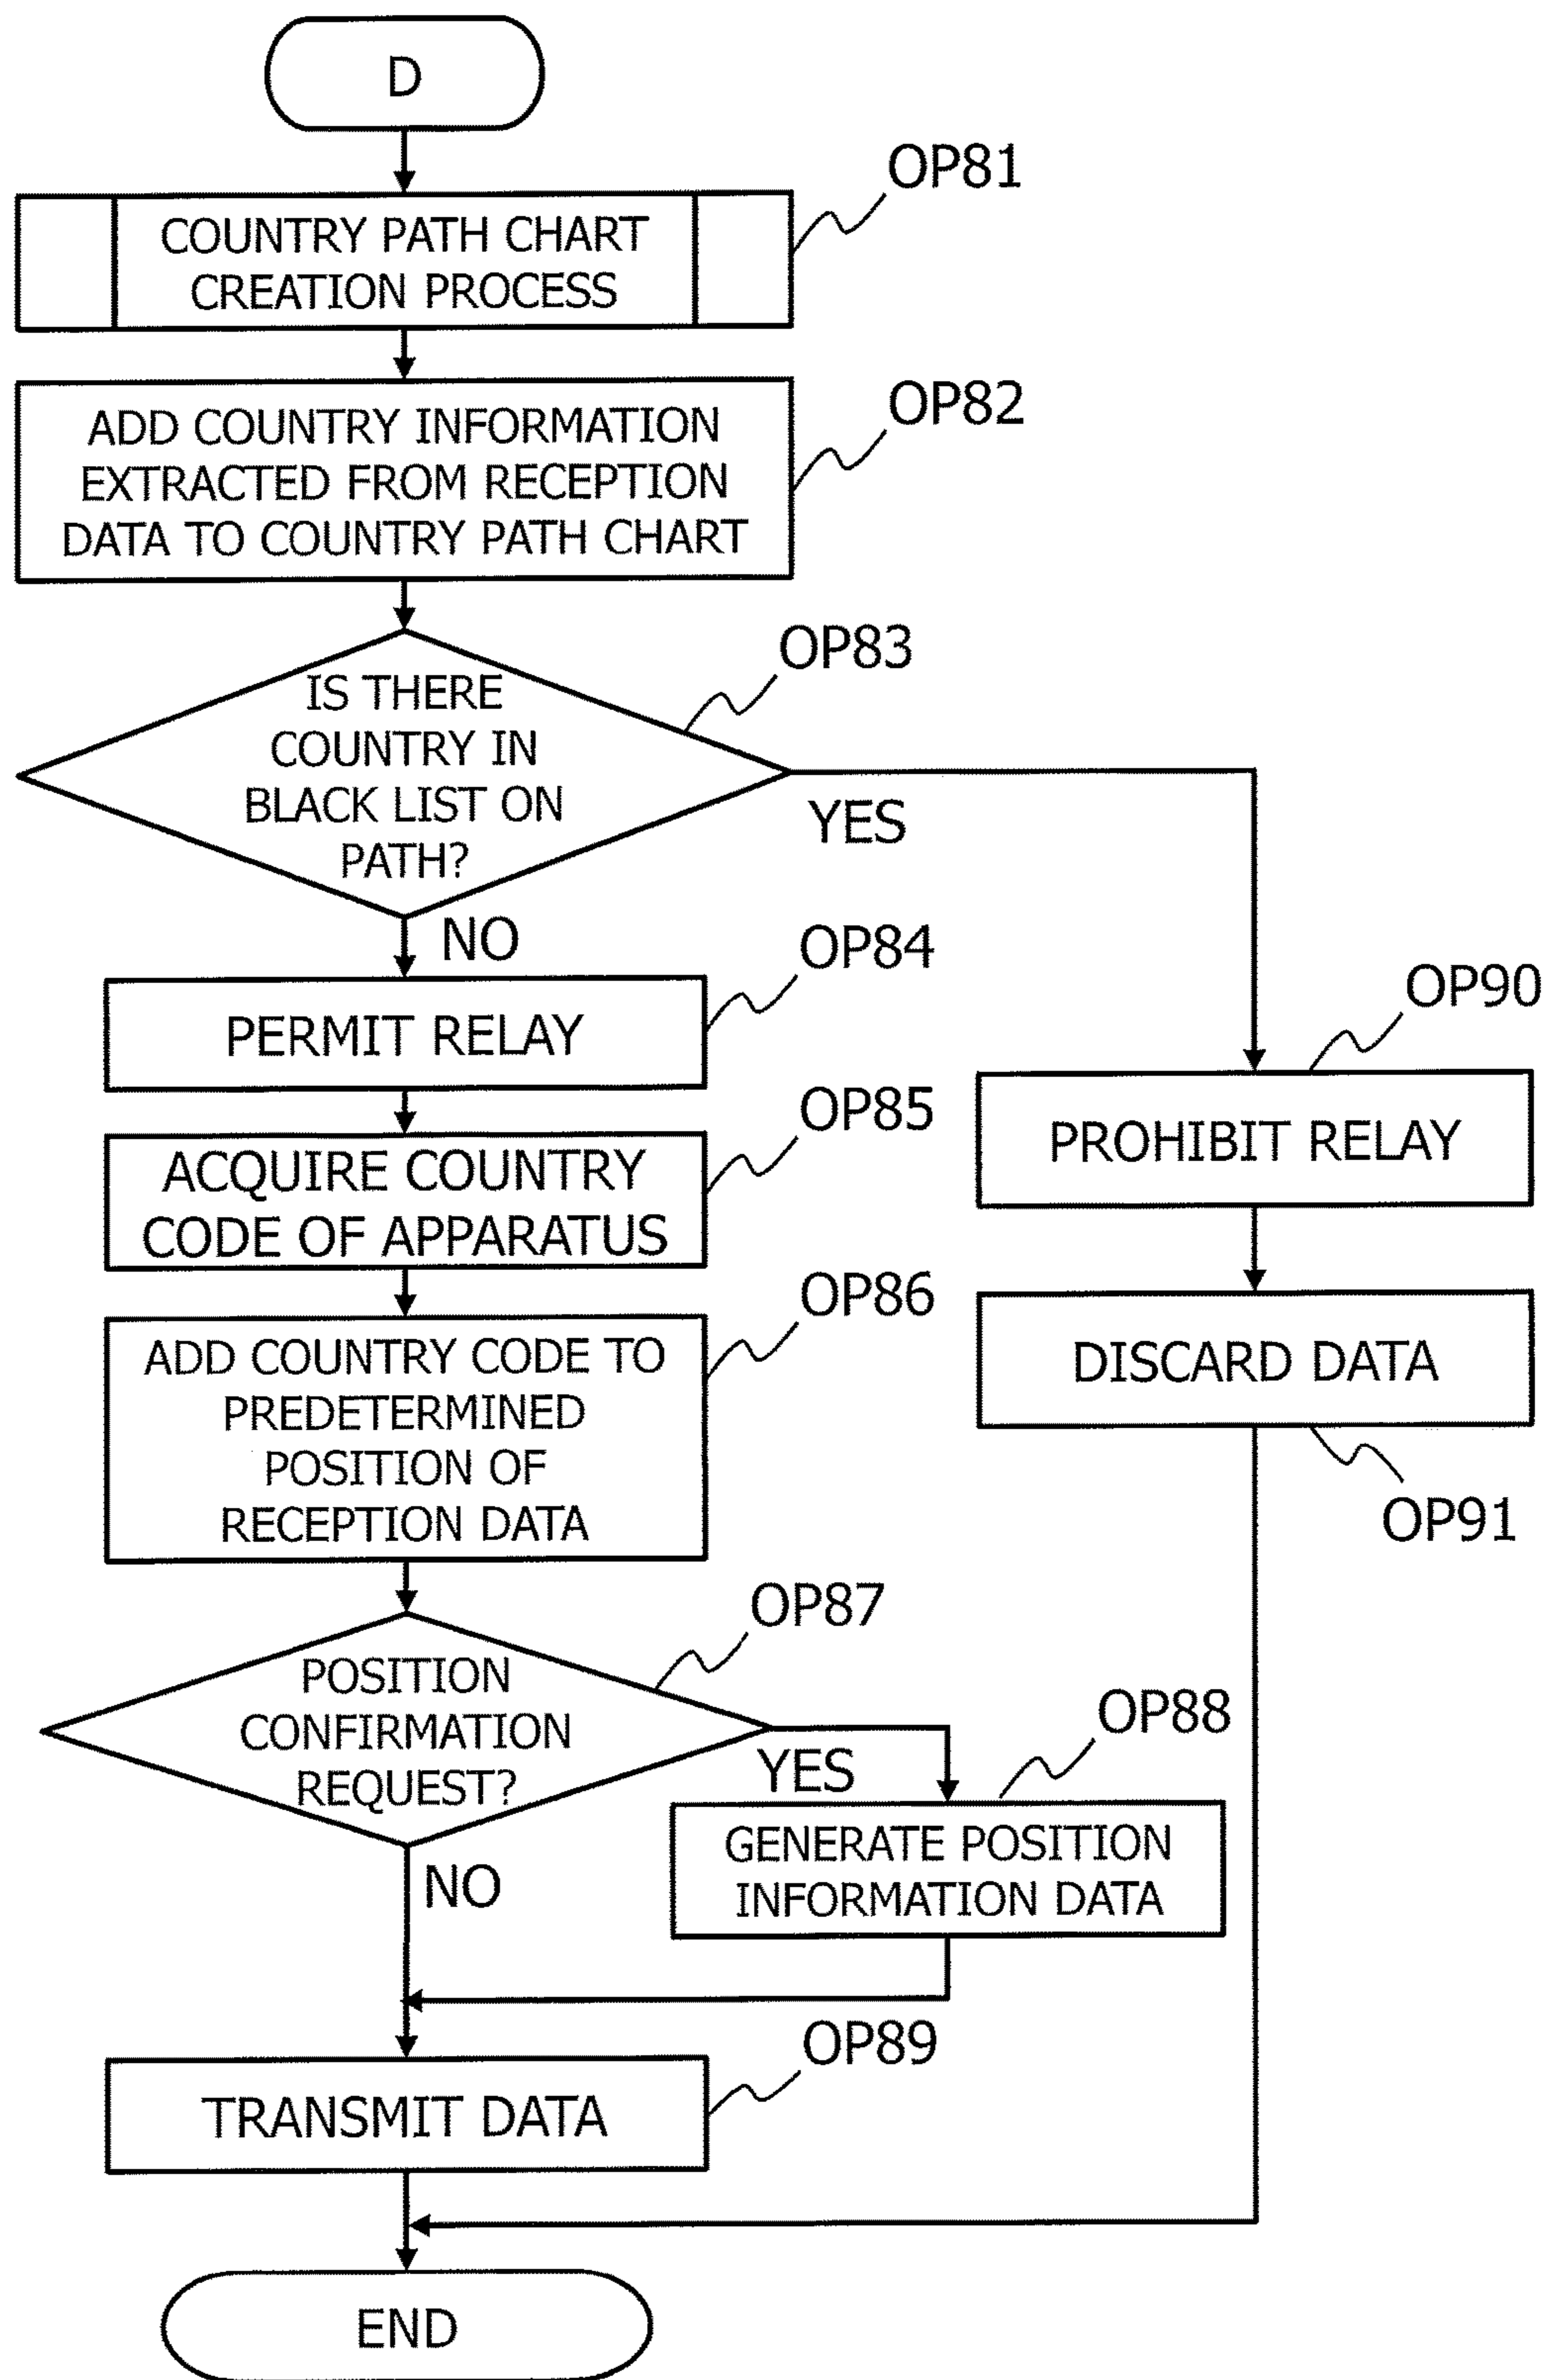 D
OP81
COUNTRY PATH CHART
CREATION PROCESS
OP82
ADD COUNTRY INFORMATION
EXTRACTED FROM RECEPTION
DATA TO COUNTRY PATH CHART
OP83
IS THERE
COUNTRY IN
BLACK LIST ON
PATH?
YES
NO
OP84
PERMIT RELAY
OP90
PROHIBIT RELAY
OP85
ACQUIRE COUNTRY
CODE OF APPARATUS
OP86
ADD COUNTRY CODE TO
PREDETERMINED
POSITION OF
RECEPTION DATA
DISCARD DATA
OP91
OP87
POSITION
CONFIRMATION
REQUEST?
YES
OP88
GENERATE POSITION
INFORMATION DATA
NO
OP89
TRANSMIT DATA
END